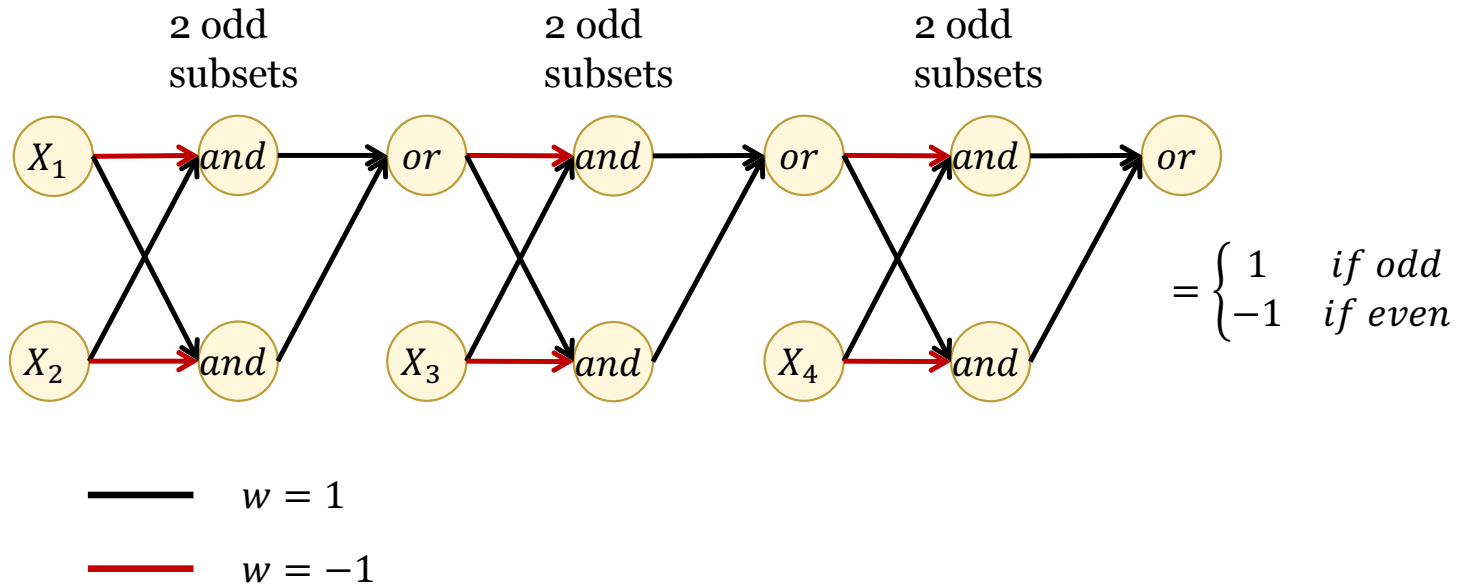 2 odd
subsets
2 odd
subsets
2 odd
subsets
X₁
and
or
and
or
and
or
= { 1 if odd
−1 if even
X₂
and
X₃
and
X₄
and
w = 1
w = −1